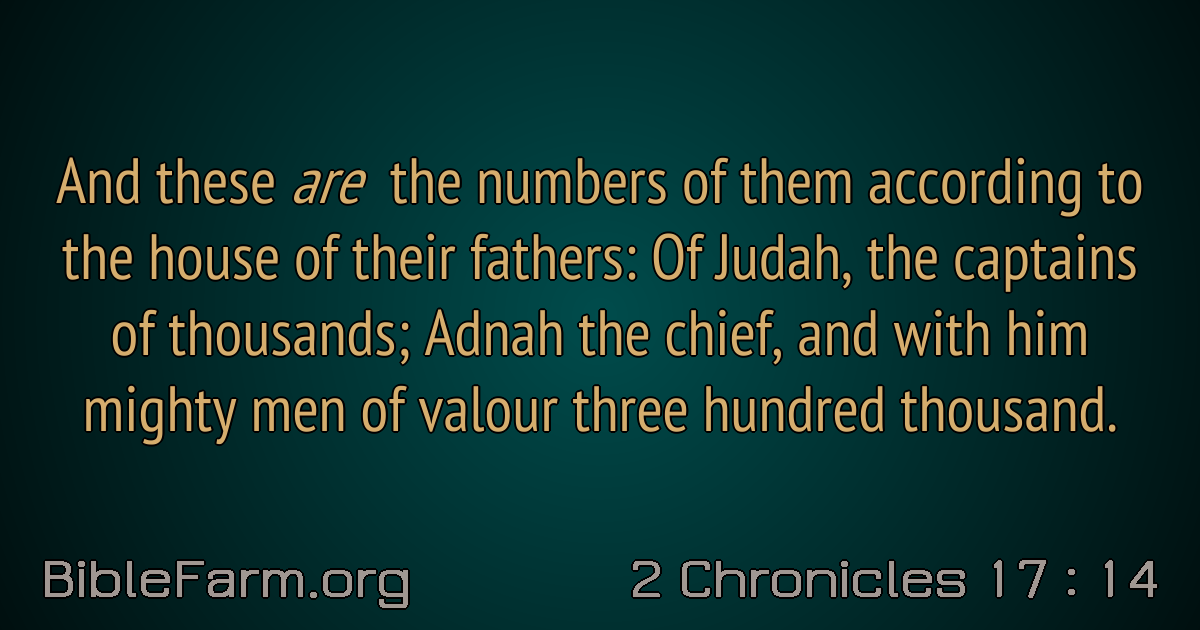 And these are the numbers of them according to
the house of their fathers: Of Judah, the captains
of thousands; Adnah the chief, and with him
mighty men of valour three hundred thousand.
BibleFarm.org
2 Chronicles 17 : 14